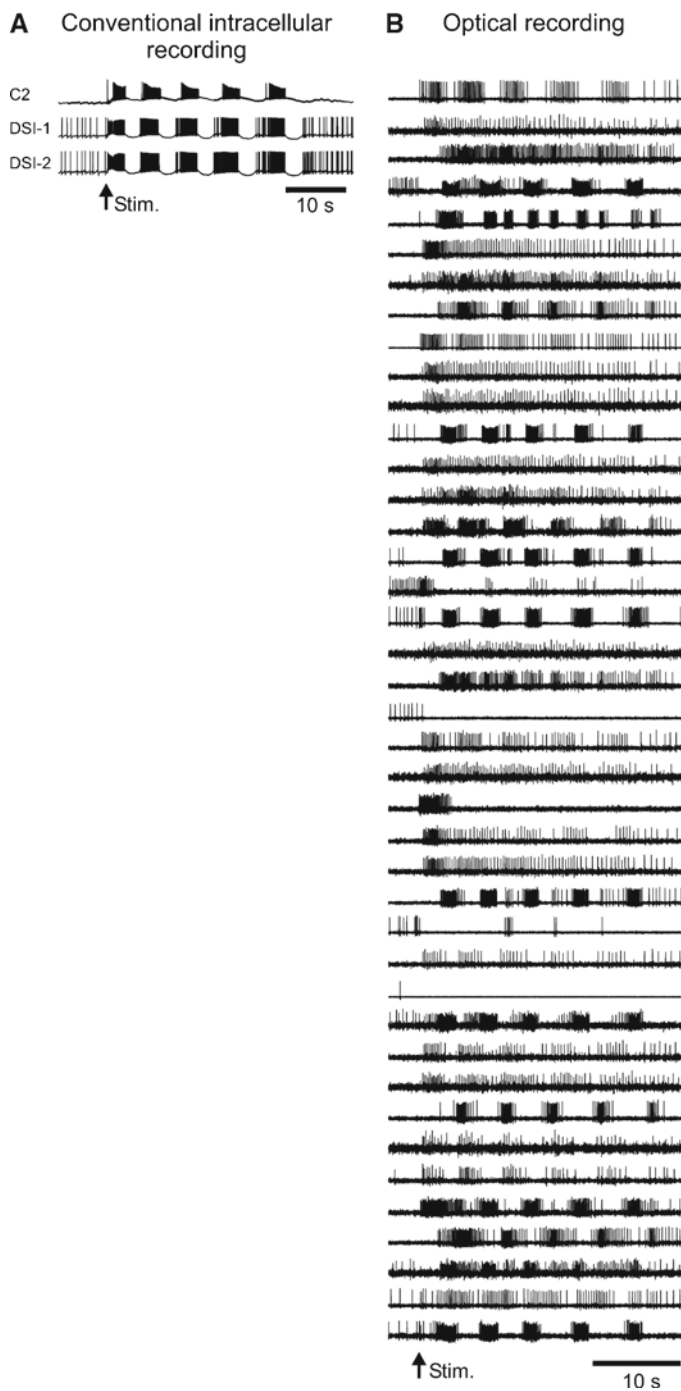 A
Conventional intracellular
recording
C2
DSI-1
DSI-2
Stim.
10 s
B
Optical recording
Stim.
10 s